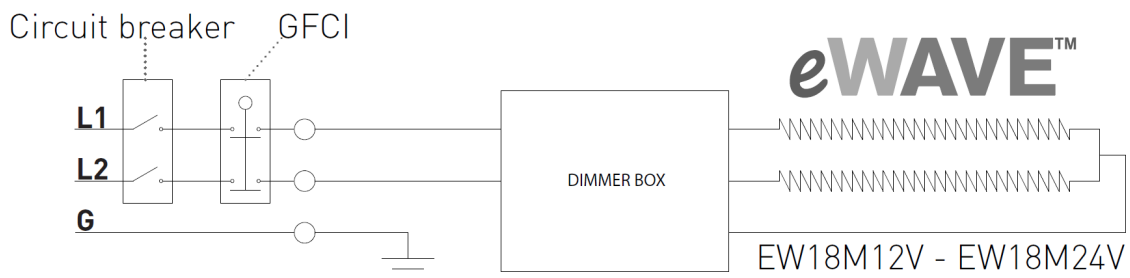 Circuit breaker GFCI
eWAVE™
L1
L2
DIMMER BOX
G
EW18M12V - EW18M24V